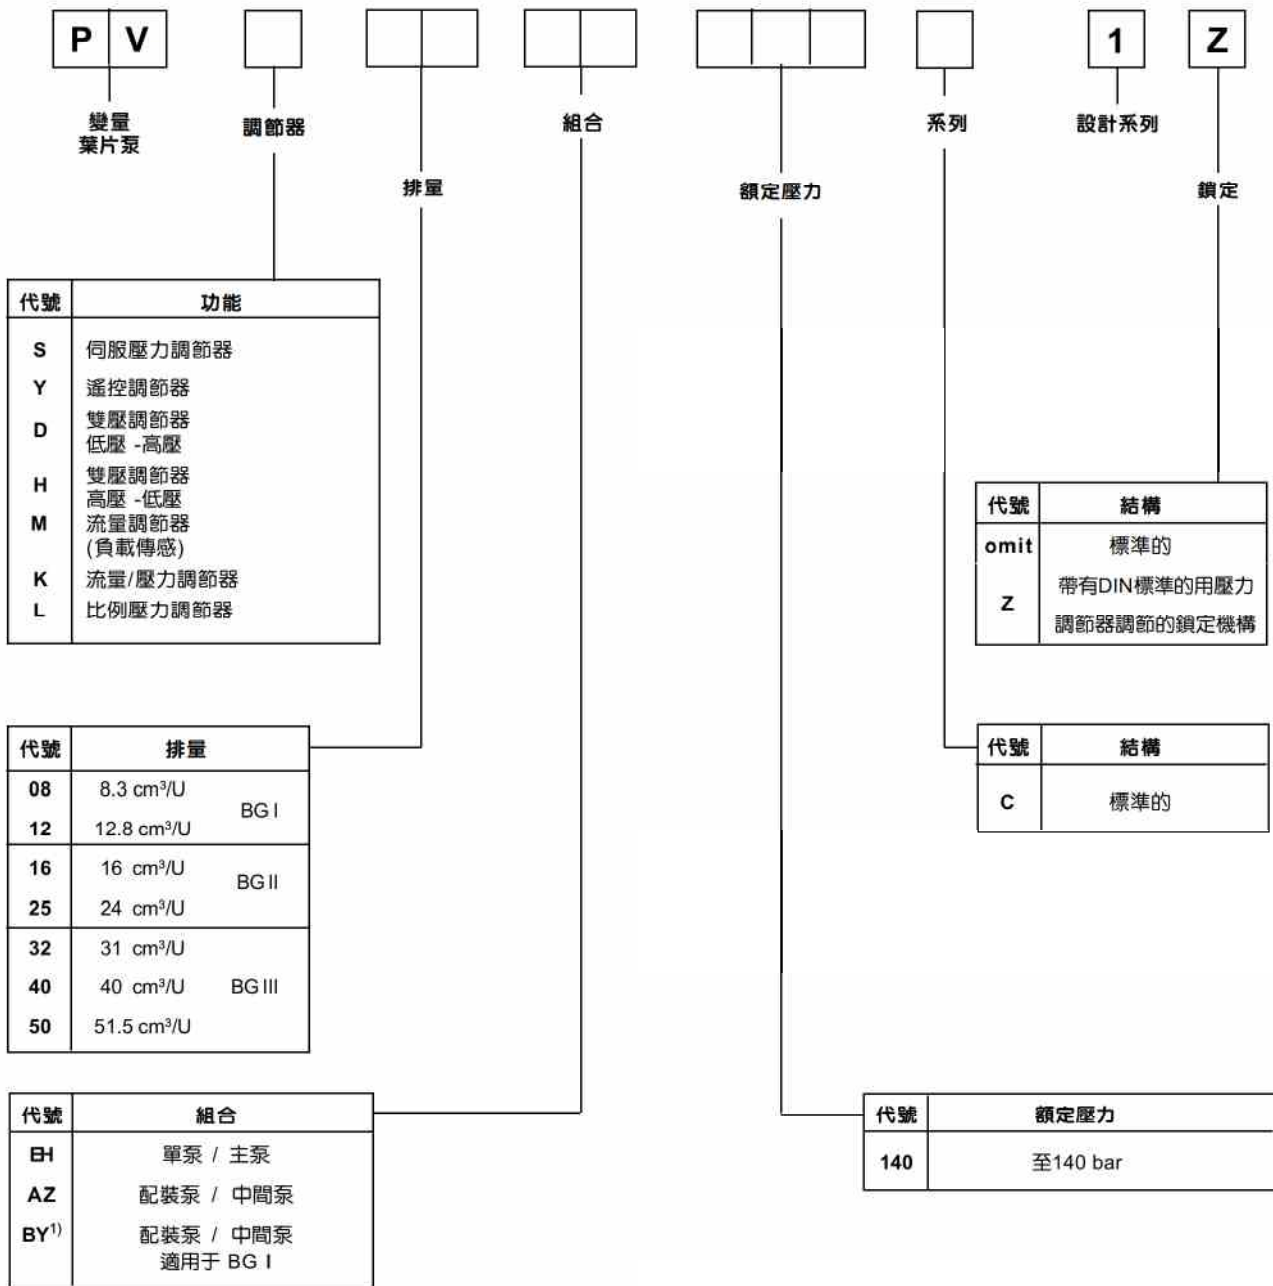 P V 1 Z
變量
葉片泵
調節器
排量
組合
額定壓力
系列
設計系列
鎖定
代號 功能
S 伺服壓力調節器
Y 遙控調節器
D 雙壓調節器
低壓 -高壓
H 雙壓調節器
高壓 -低壓
M 流量調節器
(負載傳感)
K 流量/壓力調節器
L 比例壓力調節器
代號 結構
omit 標準的
Z 帶有DIN標準的用壓力
調節器調節的鎖定機構
代號 排量
08 8.3 cm³/U
BG I
12 12.8 cm³/U
16 16 cm³/U
BG II
25 24 cm³/U
32 31 cm³/U
40 40 cm³/U BG III
50 51.5 cm³/U
代號 結構
C 標準的
代號 組合
EH 單泵 / 主泵
AZ 配裝泵 / 中間泵
BY¹⁾ 配裝泵 / 中間泵
適用于 BG I
代號 額定壓力
140 至140 bar